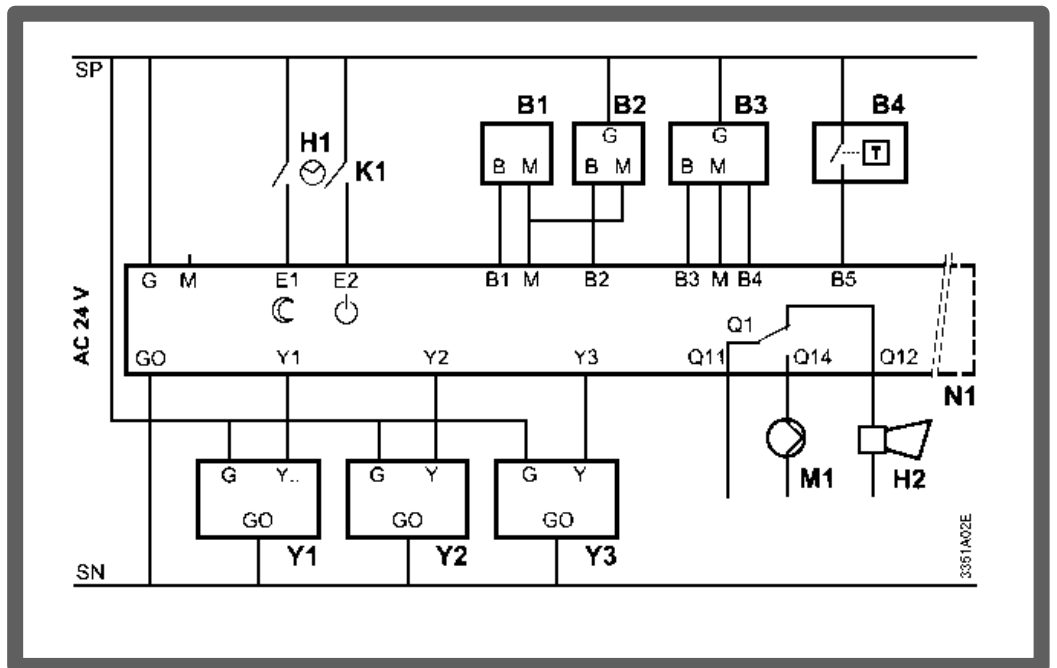 SP
B1 B2 B3 B4
G G
H1
K1
B M B M B M T
G M E1 E2 B1 M B2 B3 M B4 B5
AC 24 V
Q1
GO Y1 Y2 Y3 Q11 Q14 Q12
N1
G Y.. G Y G Y
M1 H2
GO GO GO
Y1 Y2 Y3
SN
3351A02E